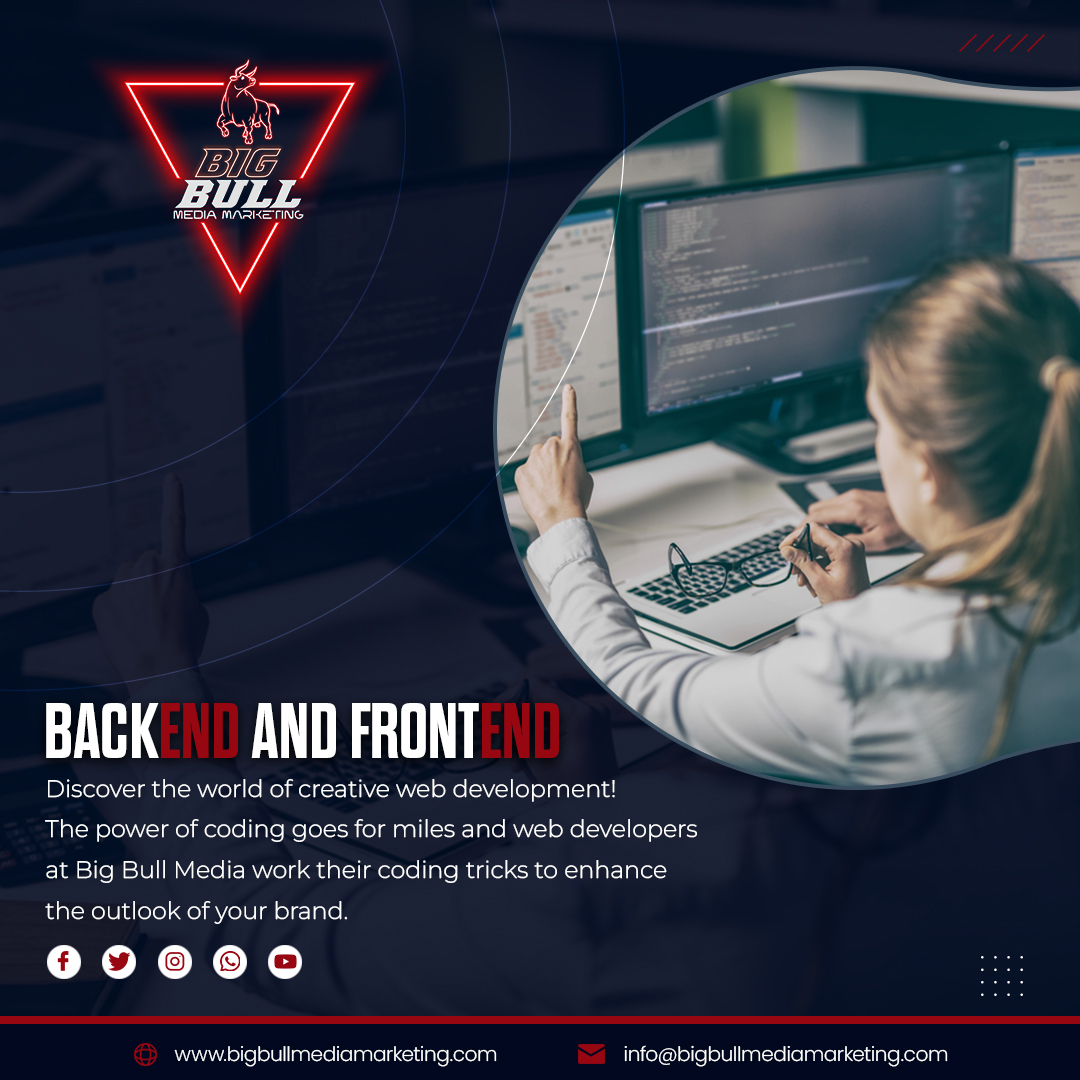 BIG
BULL
MEDIA MARKETING
BACKEND AND FRONTEND
Discover the world of creative web development!
The power of coding goes for miles and web developers
at Big Bull Media work their coding tricks to enhance
the outlook of your brand.
www.bigbullmediamarketing.com
info@bigbullmediamarketing.com